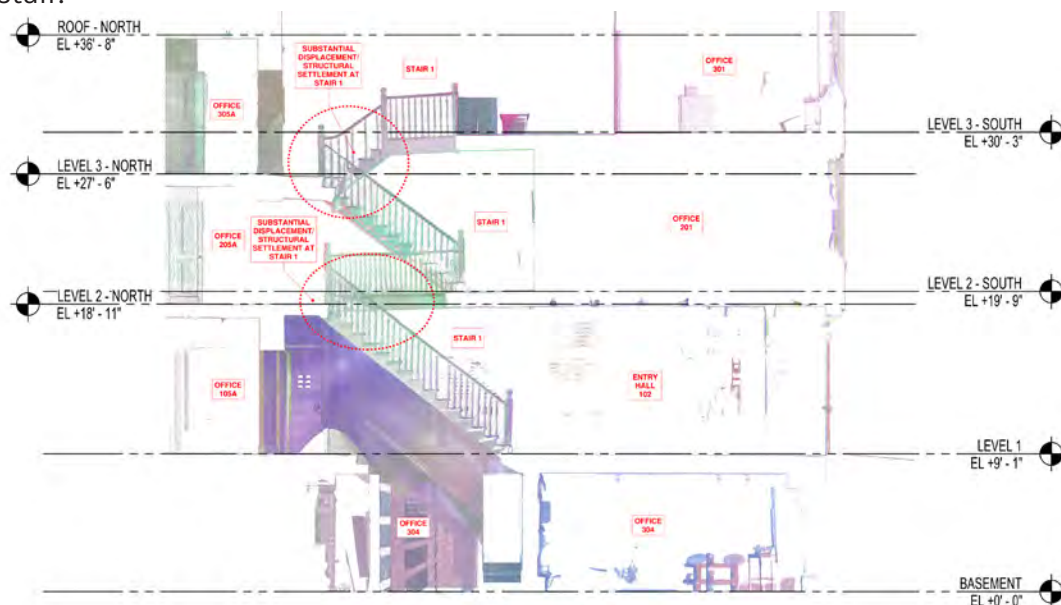 stair.
ROOF - NORTH
EL +36' - 8"
SUBSTANTIAL
DISPLACEMENT/
STRUCTURAL
SETTLEMENT AT
STAIR 1
STAIR 1
OFFICE
301
OFFICE
305A
LEVEL 3 - SOUTH
EL +30' - 3"
LEVEL 3 - NORTH
EL +27' - 6"
SUBSTANTIAL
DISPLACEMENT/
STRUCTURAL
SETTLEMENT AT
STAIR 1
OFFICE
205A
STAIR 1
OFFICE
201
LEVEL 2 - SOUTH
EL +19' - 9"
LEVEL 2 - NORTH
EL +18' - 11"
STAIR 1
OFFICE
105A
ENTRY
HALL
102
LEVEL 1
EL +9' - 1"
OFFICE
304
OFFICE
304
BASEMENT
EL +0' - 0"